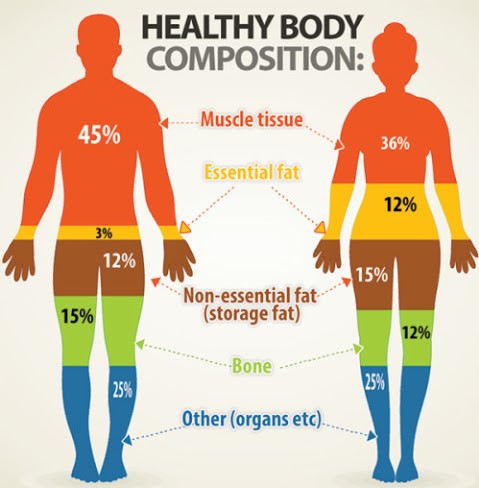 HEALTHY BODY
COMPOSITION:
45%
Muscle tissue
36%
Essential fat
12%
3%
12%
15%
Non-essential fat
(storage fat)
15%
12%
Bone
25%
25%
Other (organs etc)